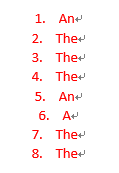 1. An
2. The
3. The
4. The
5. An
6. A
7. The
8. The